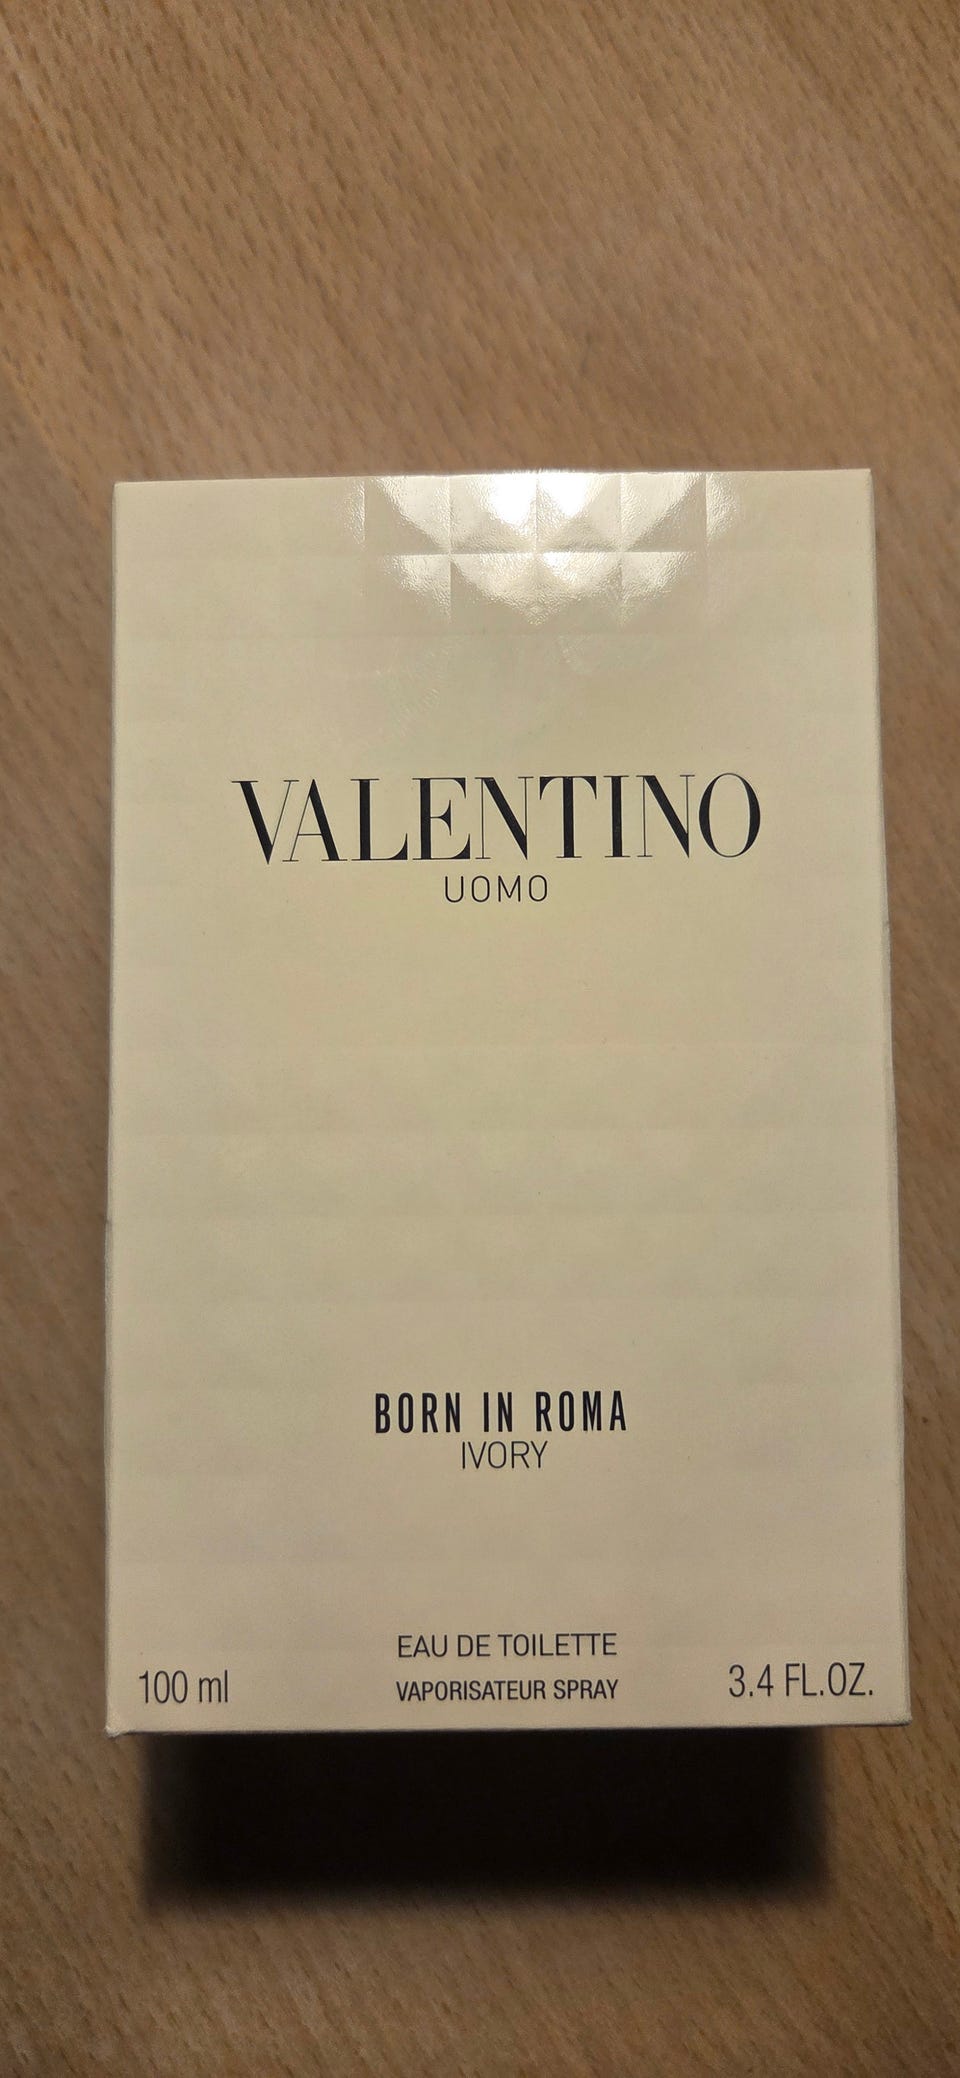 VALENTINO
UOMO
BORN IN ROMA
IVORY
EAU DE TOILETTE
100 ml VAPORISATEUR SPRAY 3.4 FL.OZ.